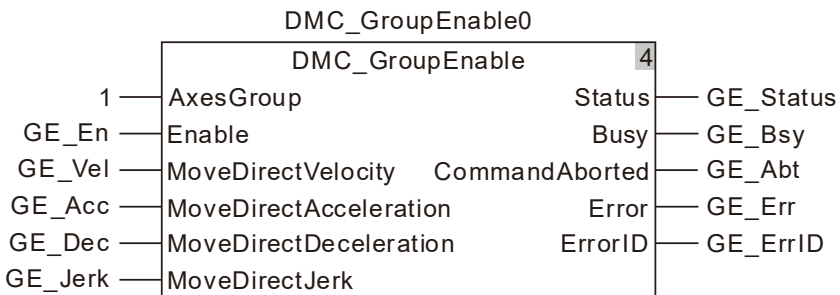 DMC_GroupEnable0
DMC_GroupEnable 4
1 AxesGroup Status GE_Status
GE_En Enable Busy GE_Bsy
GE_Vel MoveDirectVelocity CommandAborted GE_Abt
GE_Acc MoveDirectAcceleration Error GE_Err
GE_Dec MoveDirectDeceleration ErrorID GE_ErrID
GE_Jerk MoveDirectJerk